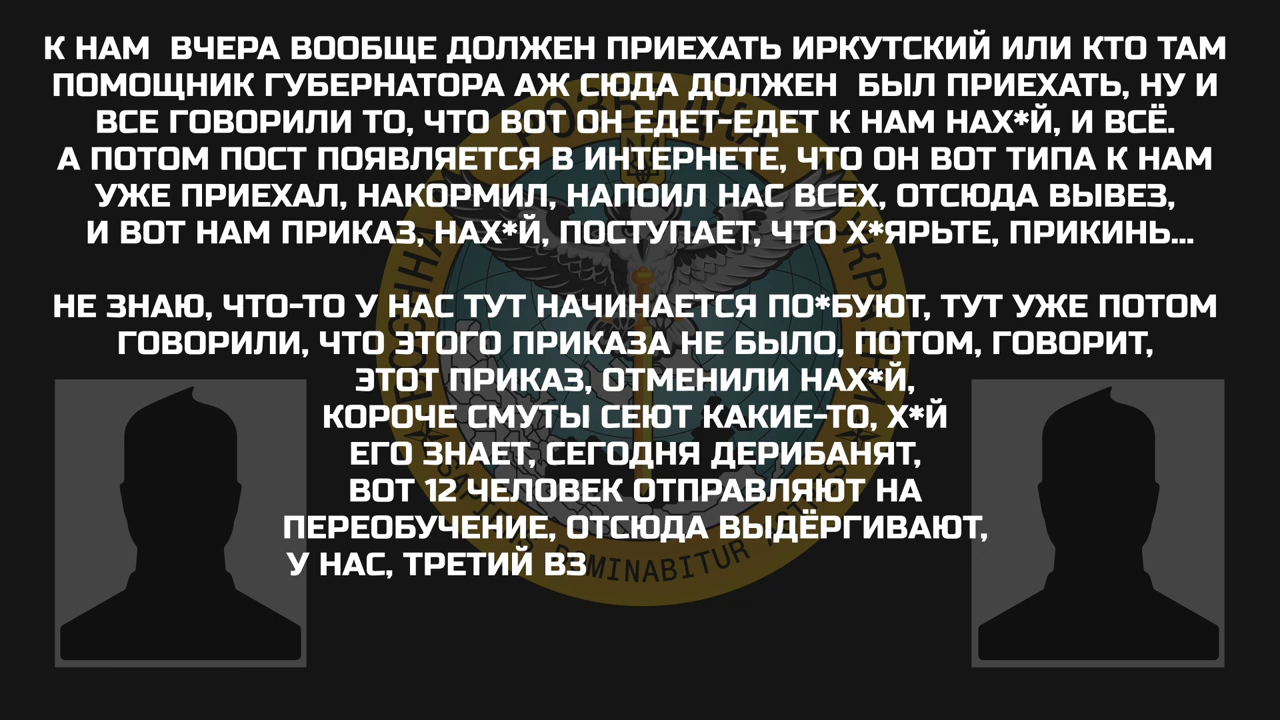 К НАМ ВЧЕРА ВООБЩЕ ДОЛЖЕН ПРИЕХАТЬ ИРКУТСКИЙ ИЛИ КТО ТАМ
ПОМОЩНИК ГУБЕРНАТОРА АЖ СЮДА ДОЛЖЕН БЫЛ ПРИЕХАТЬ, НУ И
ВСЕ ГОВОРИЛИ ТО, ЧТО ВОТ ОН ЕДЕТ-ЕДЕТ К НАМ НАХ*Й, И ВСЁ.
А ПОТОМ ПОСТ ПОЯВЛЯЕТСЯ В ИНТЕРНЕТЕ, ЧТО ОН ВОТ ТИПА К НАМ
УЖЕ ПРИЕХАЛ, НАКОРМИЛ, НАПОИЛ НАС ВСЕХ, ОТСЮДА ВЫВЕЗ,
И ВОТ НАМ ПРИКАЗ, НАХ*Й, ПОСТУПАЕТ, ЧТО Х*ЯРЬТЕ, ПРИКИНЬ...
НЕ ЗНАЮ, ЧТО-ТО У НАС ТУТ НАЧИНАЕТСЯ ПО*БУЮТ, ТУТ УЖЕ ПОТОМ
ГОВОРИЛИ, ЧТО ЭТОГО ПРИКАЗА НЕ БЫЛО, ПОТОМ, ГОВОРИТ,
ЭТОТ ПРИКАЗ, ОТМЕНИЛИ НАХ*Й,
КОРОЧЕ СМУТЫ СЕЮТ КАКИЕ-ТО, Х*Й
ЕГО ЗНАЕТ, СЕГОДНЯ ДЕРИБАНЯТ,
ВОТ 12 ЧЕЛОВЕК ОТПРАВЛЯЮТ НА
ПЕРЕОБУЧЕНИЕ, ОТСЮДА ВЫДЁРГИВАЮТ,
У НАС, ТРЕТИЙ ВЗ